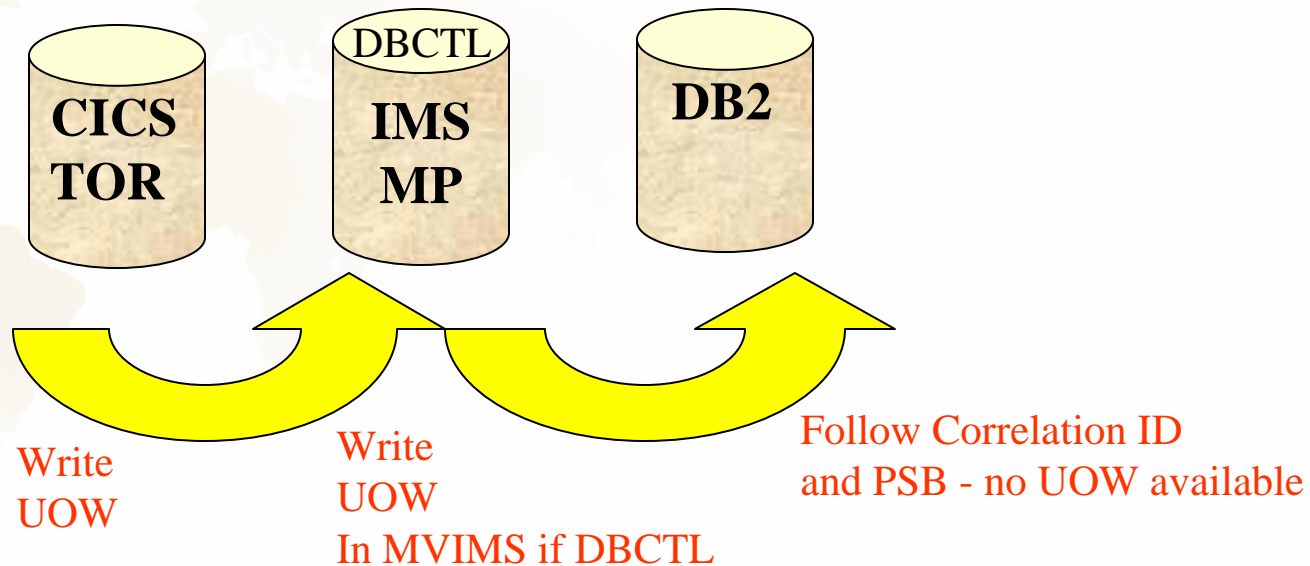 CICS
TOR
DBCTL
IMS
MP
DB2
Write
UOW
Write
UOW
In MVIMS if DBCTL
Follow Correlation ID
and PSB - no UOW available